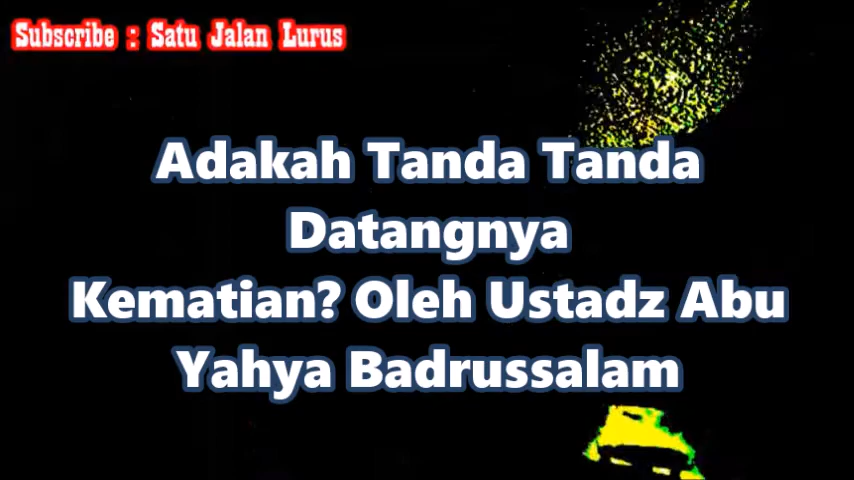 Subscribe : Satu Jalan Lurus
Adakah Tanda Tanda
Datangnya
Kematian? Oleh Ustadz Abu
Yahya Badrussalam